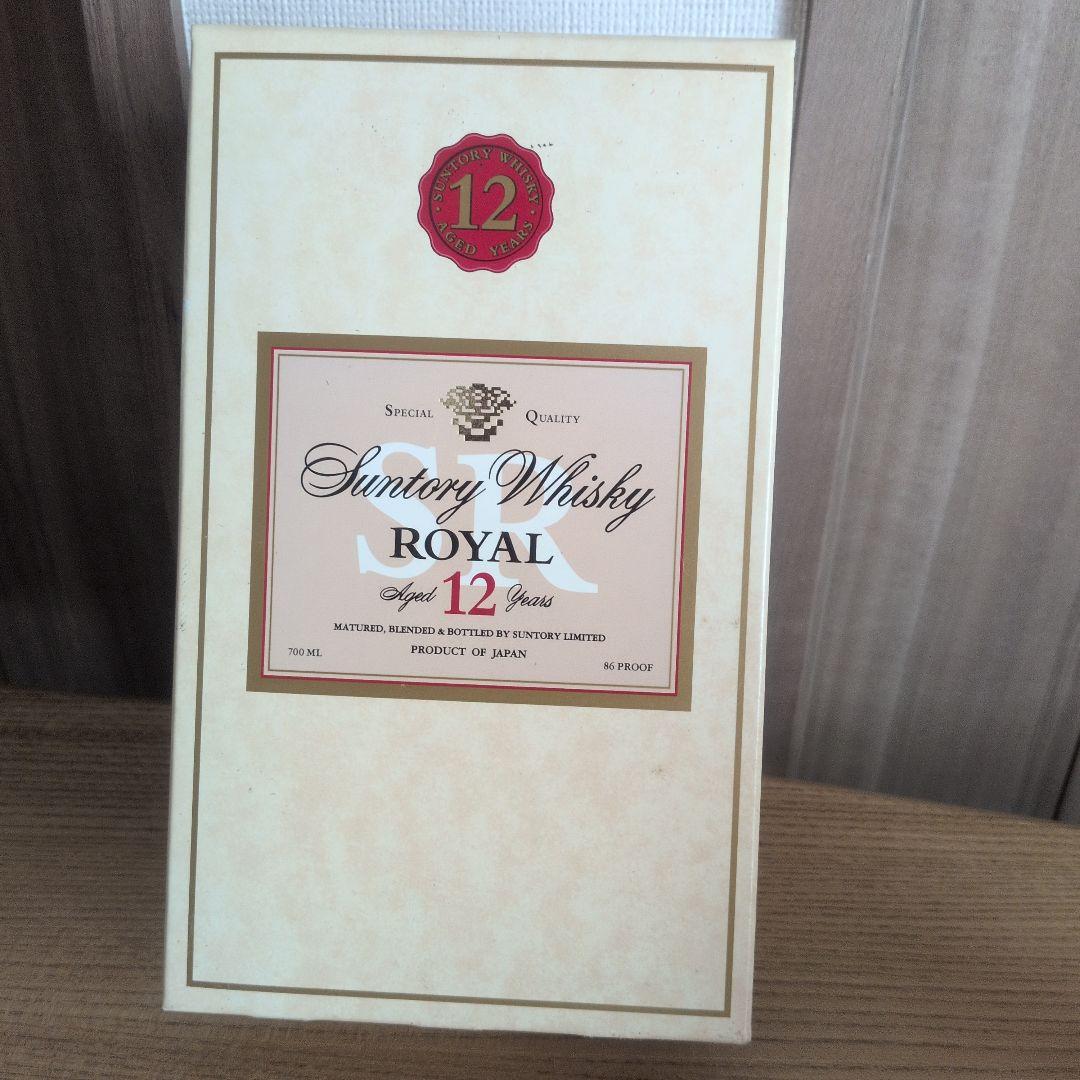 SUNTORY WHISKY
12
AGED YEARS
SPECIAL QUALITY
SR
Suntory Whisky
ROYAL
Aged 12 Years
MATURED, BLENDED & BOTTLED BY SUNTORY LIMITED
700 ML PRODUCT OF JAPAN 86 PROOF